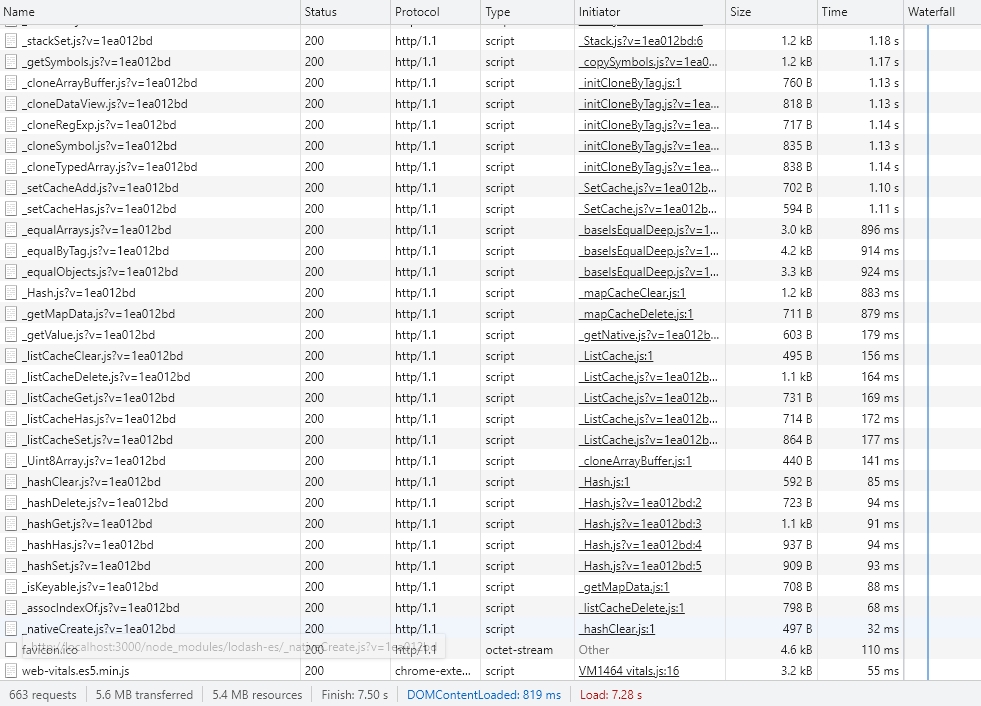 Name Status Protocol Type Initiator Size Time Waterfall
_stackSet.js?v=1ea012bd 200 http/1.1 script _Stack.js?v=1ea012bd:6 1.2 kB 1.18 s
_getSymbols.js?v=1ea012bd 200 http/1.1 script _copySymbols.js?v=1ea0... 1.2 kB 1.17 s
_cloneArrayBuffer.js?v=1ea012bd 200 http/1.1 script _initCloneByTag.js:1 760 B 1.13 s
_cloneDataView.js?v=1ea012bd 200 http/1.1 script _initCloneByTag.js?v=1ea... 818 B 1.13 s
_cloneRegExp.js?v=1ea012bd 200 http/1.1 script _initCloneByTag.js?v=1ea... 717 B 1.14 s
_cloneSymbol.js?v=1ea012bd 200 http/1.1 script _initCloneByTag.js?v=1ea... 835 B 1.13 s
_cloneTypedArray.js?v=1ea012bd 200 http/1.1 script _initCloneByTag.js?v=1ea... 838 B 1.14 s
_setCacheAdd.js?v=1ea012bd 200 http/1.1 script _SetCache.js?v=1ea012b... 702 B 1.10 s
_setCacheHas.js?v=1ea012bd 200 http/1.1 script _SetCache.js?v=1ea012b... 594 B 1.11 s
_equalArrays.js?v=1ea012bd 200 http/1.1 script _baseIsEqualDeep.js?v=1... 3.0 kB 896 ms
_equalByTag.js?v=1ea012bd 200 http/1.1 script _baseIsEqualDeep.js?v=1... 4.2 kB 914 ms
_equalObjects.js?v=1ea012bd 200 http/1.1 script _baseIsEqualDeep.js?v=1... 3.3 kB 924 ms
_Hash.js?v=1ea012bd 200 http/1.1 script _mapCacheClear.js:1 1.2 kB 883 ms
_getMapData.js?v=1ea012bd 200 http/1.1 script _mapCacheDelete.js:1 711 B 879 ms
_getValue.js?v=1ea012bd 200 http/1.1 script _getNative.js?v=1ea012b... 603 B 179 ms
_listCacheClear.js?v=1ea012bd 200 http/1.1 script _ListCache.js:1 495 B 156 ms
_listCacheDelete.js?v=1ea012bd 200 http/1.1 script _ListCache.js?v=1ea012b... 1.1 kB 164 ms
_listCacheGet.js?v=1ea012bd 200 http/1.1 script _ListCache.js?v=1ea012b... 731 B 169 ms
_listCacheHas.js?v=1ea012bd 200 http/1.1 script _ListCache.js?v=1ea012b... 714 B 172 ms
_listCacheSet.js?v=1ea012bd 200 http/1.1 script _ListCache.js?v=1ea012b... 864 B 177 ms
_Uint8Array.js?v=1ea012bd 200 http/1.1 script _cloneArrayBuffer.js:1 440 B 141 ms
_hashClear.js?v=1ea012bd 200 http/1.1 script _Hash.js:1 592 B 85 ms
_hashDelete.js?v=1ea012bd 200 http/1.1 script _Hash.js?v=1ea012bd:2 723 B 94 ms
_hashGet.js?v=1ea012bd 200 http/1.1 script _Hash.js?v=1ea012bd:3 1.1 kB 91 ms
_hashHas.js?v=1ea012bd 200 http/1.1 script _Hash.js?v=1ea012bd:4 937 B 94 ms
_hashSet.js?v=1ea012bd 200 http/1.1 script _Hash.js?v=1ea012bd:5 909 B 93 ms
_isKeyable.js?v=1ea012bd 200 http/1.1 script _getMapData.js:1 708 B 88 ms
_assocIndexOf.js?v=1ea012bd 200 http/1.1 script _listCacheDelete.js:1 798 B 68 ms
_nativeCreate.js?v=1ea012bd 200 http/1.1 script _hashClear.js:1 497 B 32 ms
http://localhost:3000/node_modules/lodash-es/_nativeCreate.js?v=1ea012bd
favicon.ico 200 http/1.1 octet-stream Other 4.6 kB 110 ms
web-vitals.es5.min.js 200 chrome-exte... script VM1464 vitals.js:16 3.2 kB 55 ms
663 requests 5.6 MB transferred 5.4 MB resources Finish: 7.50 s DOMContentLoaded: 819 ms Load: 7.28 s